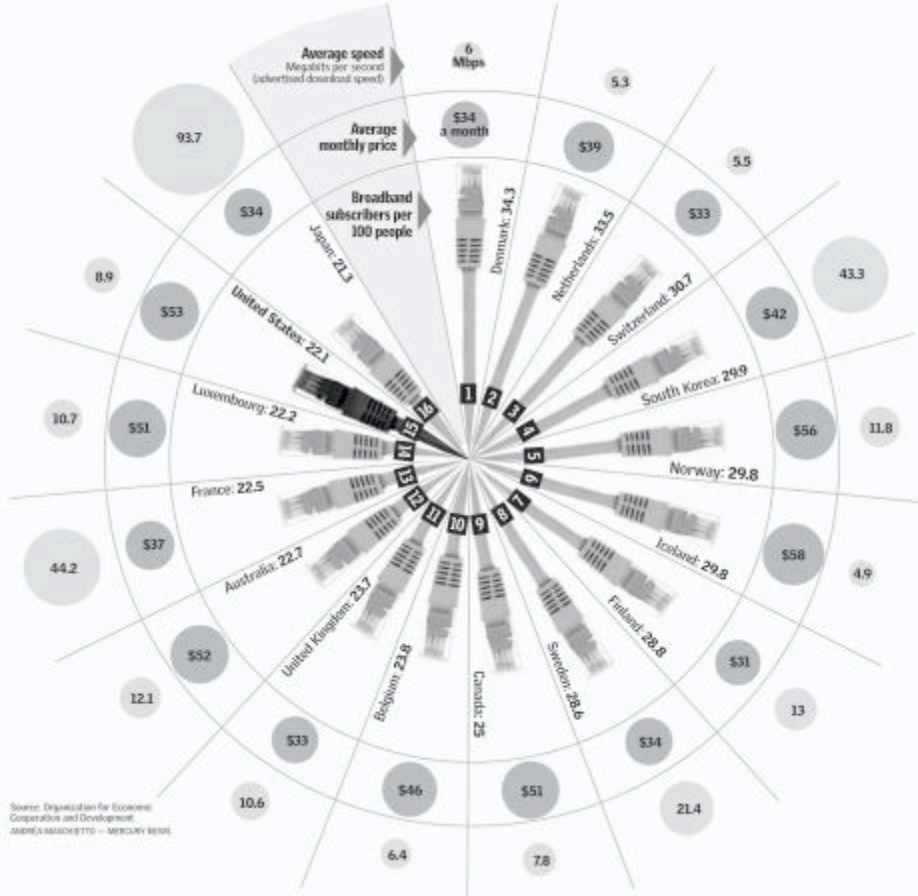 Average speed
Megabits per second
(advertised download speed)
6
Mbps
Average
monthly price
$34
a month
Broadband
subscribers per
100 people
Denmark: 34.3
1
5.3
$39
Netherlands: 33.5
2
5.5
$33
Switzerland: 30.7
3
43.3
$42
South Korea: 29.9
4
11.8
$56
Norway: 29.8
5
4.9
$58
Iceland: 29.8
6
13
$31
Finland: 28.8
7
21.4
$34
Sweden: 28.6
8
7.8
$51
Canada: 25
9
6.4
$46
Belgium: 23.8
10
10.6
$33
United Kingdom: 23.7
11
12.1
$52
Australia: 22.7
12
44.2
$37
France: 22.5
13
10.7
$51
Luxembourg: 22.2
14
8.9
$53
United States: 22.1
15
93.7
$34
Japan: 21.3
16
Source: Organization for Economic
Cooperation and Development
ANDRÉA MASCHIETTO — MERCURY NEWS